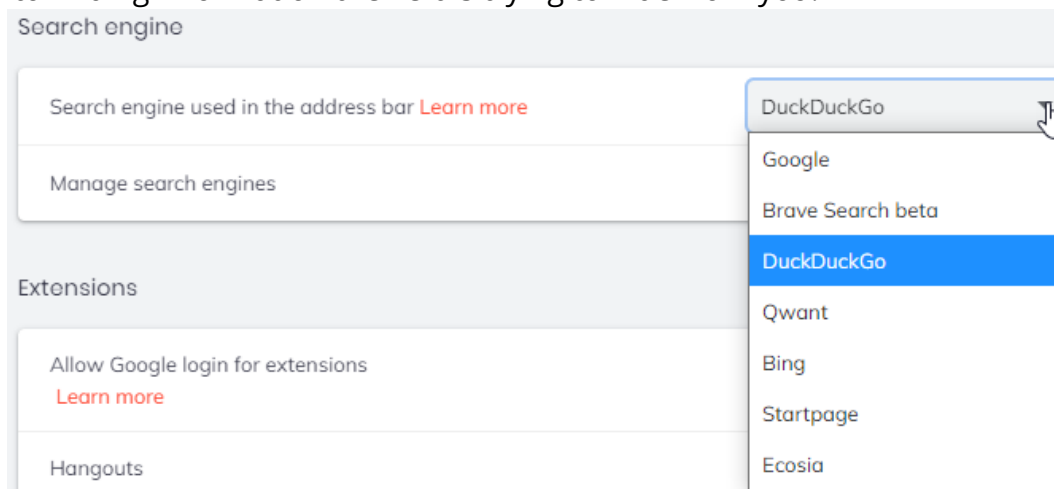 Search engine
Search engine used in the address bar Learn more
DuckDuckGo
Google
Manage search engines
Brave Search beta
DuckDuckGo
Extensions
Qwant
Allow Google login for extensions
Bing
Learn more
Startpage
Hangouts
Ecosia